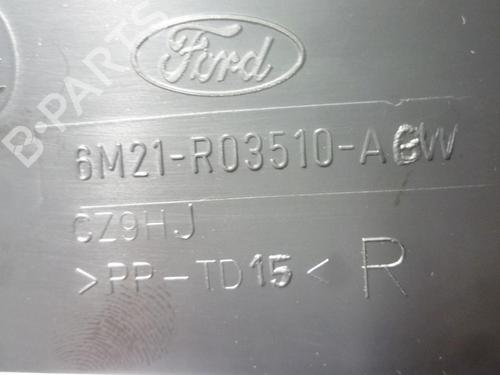 Ford
6M21-R03510-AGW
CZ9HJ
>PP-TD15< R
B-PARTS